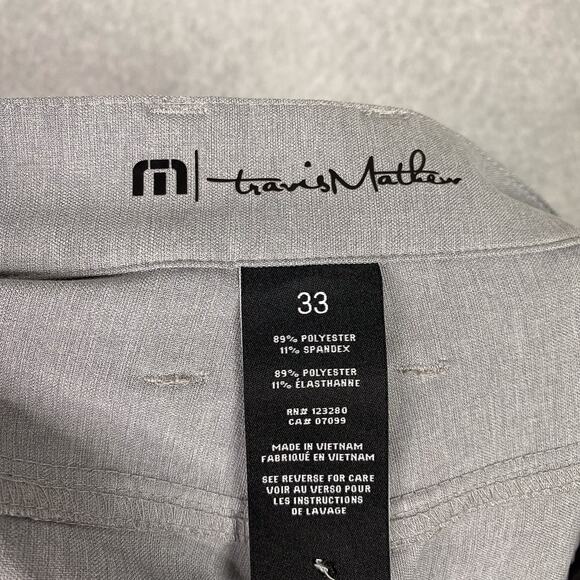 travisMathew
33
89% POLYESTER
11% SPANDEX
89% POLYESTER
11% ÉLASTHANNE
RN# 123280
CA# 07099
MADE IN VIETNAM
FABRIQUÉ EN VIETNAM
SEE REVERSE FOR CARE
VOIR AU VERSO POUR
LES INSTRUCTIONS
DE LAVAGE